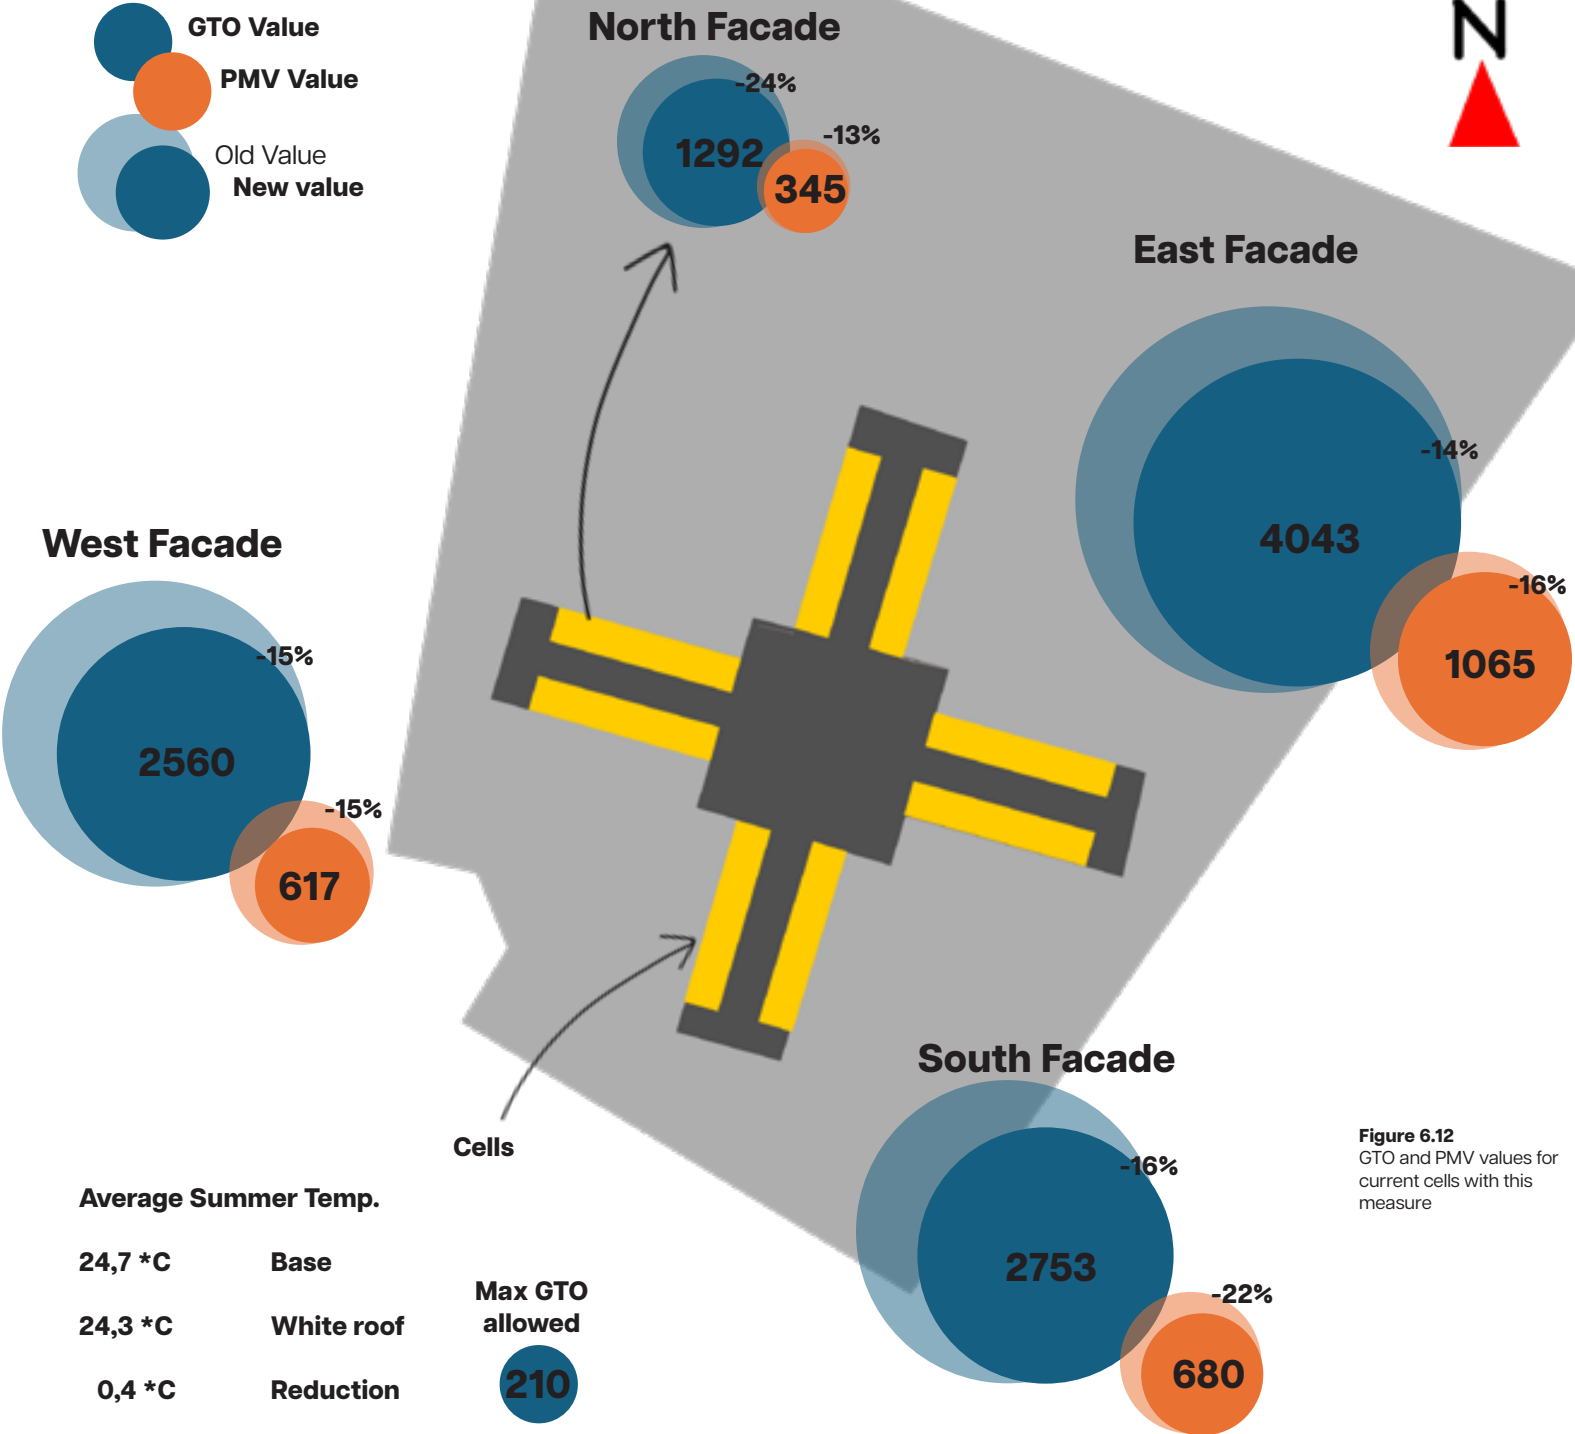 GTO Value
PMV Value
Old Value
New value
North Facade
-24%
1292
-13%
345
N
East Facade
-14%
4043
-16%
1065
West Facade
-15%
2560
-15%
617
Cells
South Facade
-16%
2753
-22%
680
Figure 6.12
GTO and PMV values for
current cells with this
measure
Average Summer Temp.
24,7 *C Base
24,3 *C White roof
0,4 *C Reduction
Max GTO
allowed
210